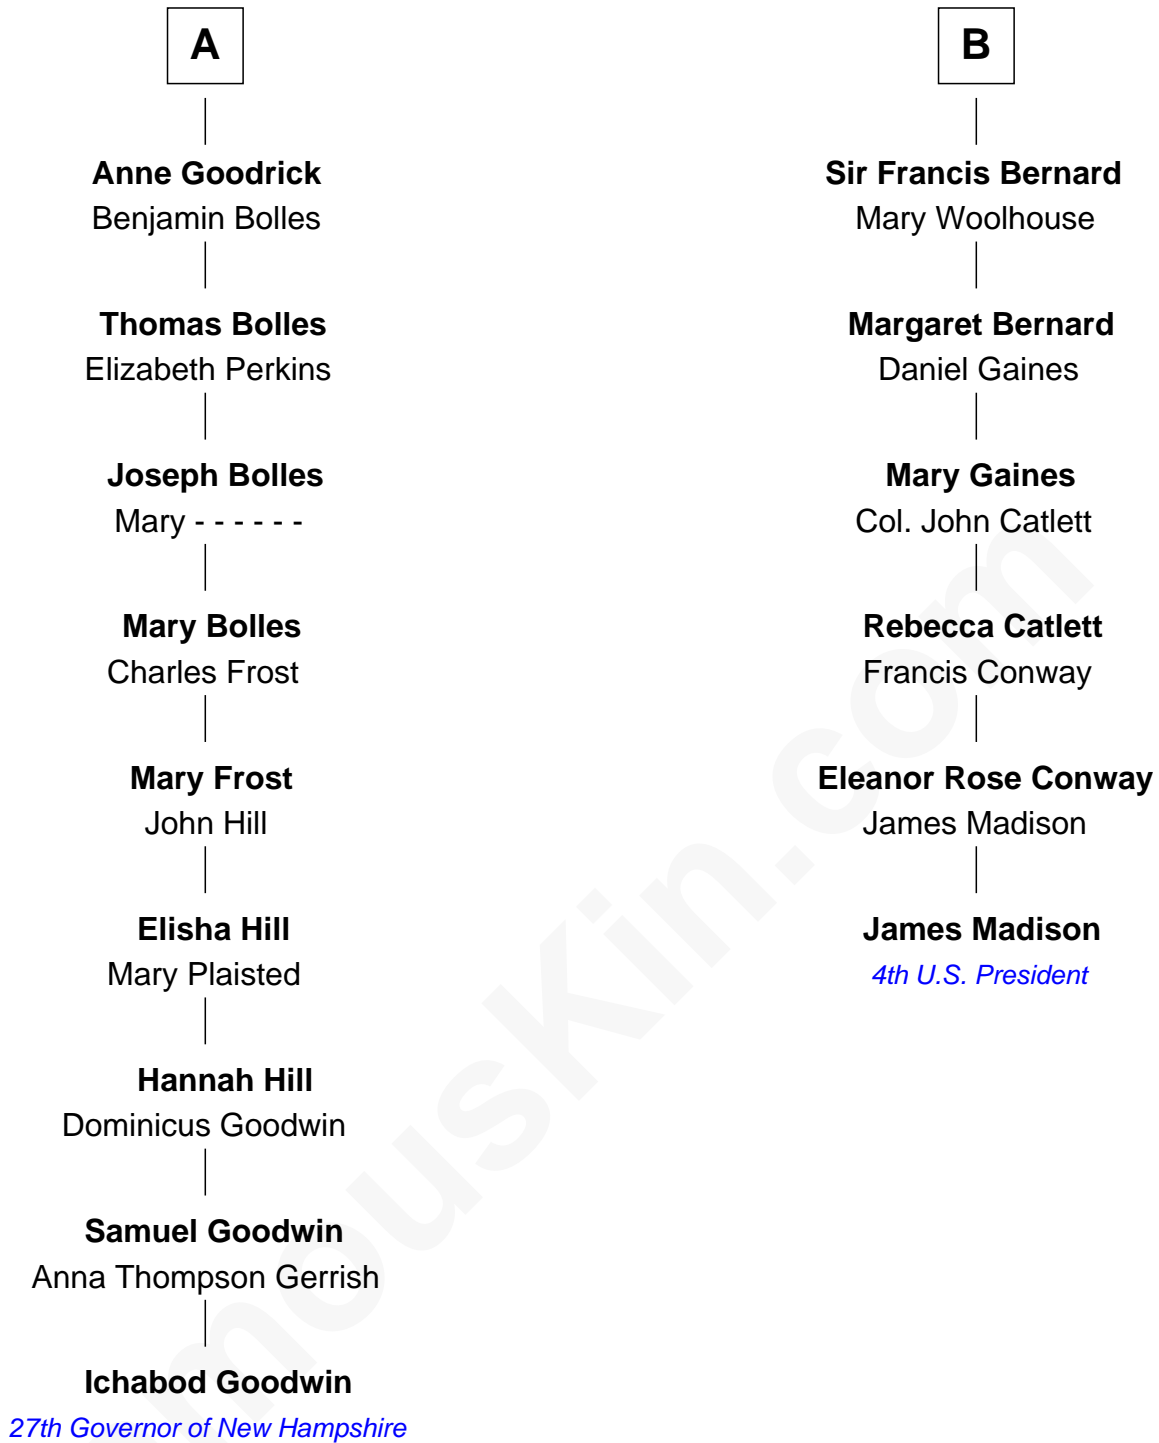 A
Anne Goodrick
Benjamin Bolles
Thomas Bolles
Elizabeth Perkins
Joseph Bolles
Mary - - - - - -
Mary Bolles
Charles Frost
Mary Frost
John Hill
Elisha Hill
Mary Plaisted
Hannah Hill
Dominicus Goodwin
Samuel Goodwin
Anna Thompson Gerrish
Ichabod Goodwin
27th Governor of New Hampshire
B
Sir Francis Bernard
Mary Woolhouse
Margaret Bernard
Daniel Gaines
Mary Gaines
Col. John Catlett
Rebecca Catlett
Francis Conway
Eleanor Rose Conway
James Madison
James Madison
4th U.S. President
mouskin.com